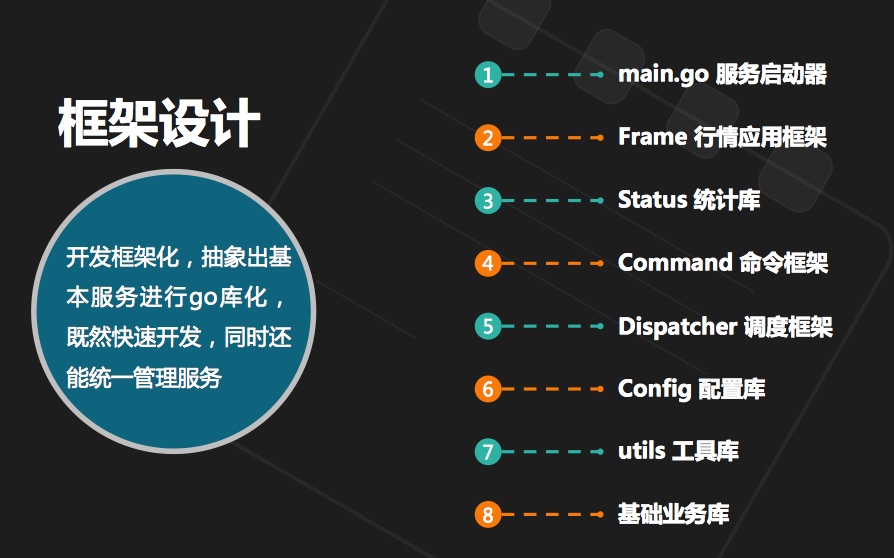 框架设计
开发框架化，抽象出基
本服务进行go库化，
既然快速开发，同时还
能统一管理服务
1 main.go 服务启动器
2 Frame 行情应用框架
3 Status 统计库
4 Command 命令框架
5 Dispatcher 调度框架
6 Config 配置库
7 utils 工具库
8 基础业务库